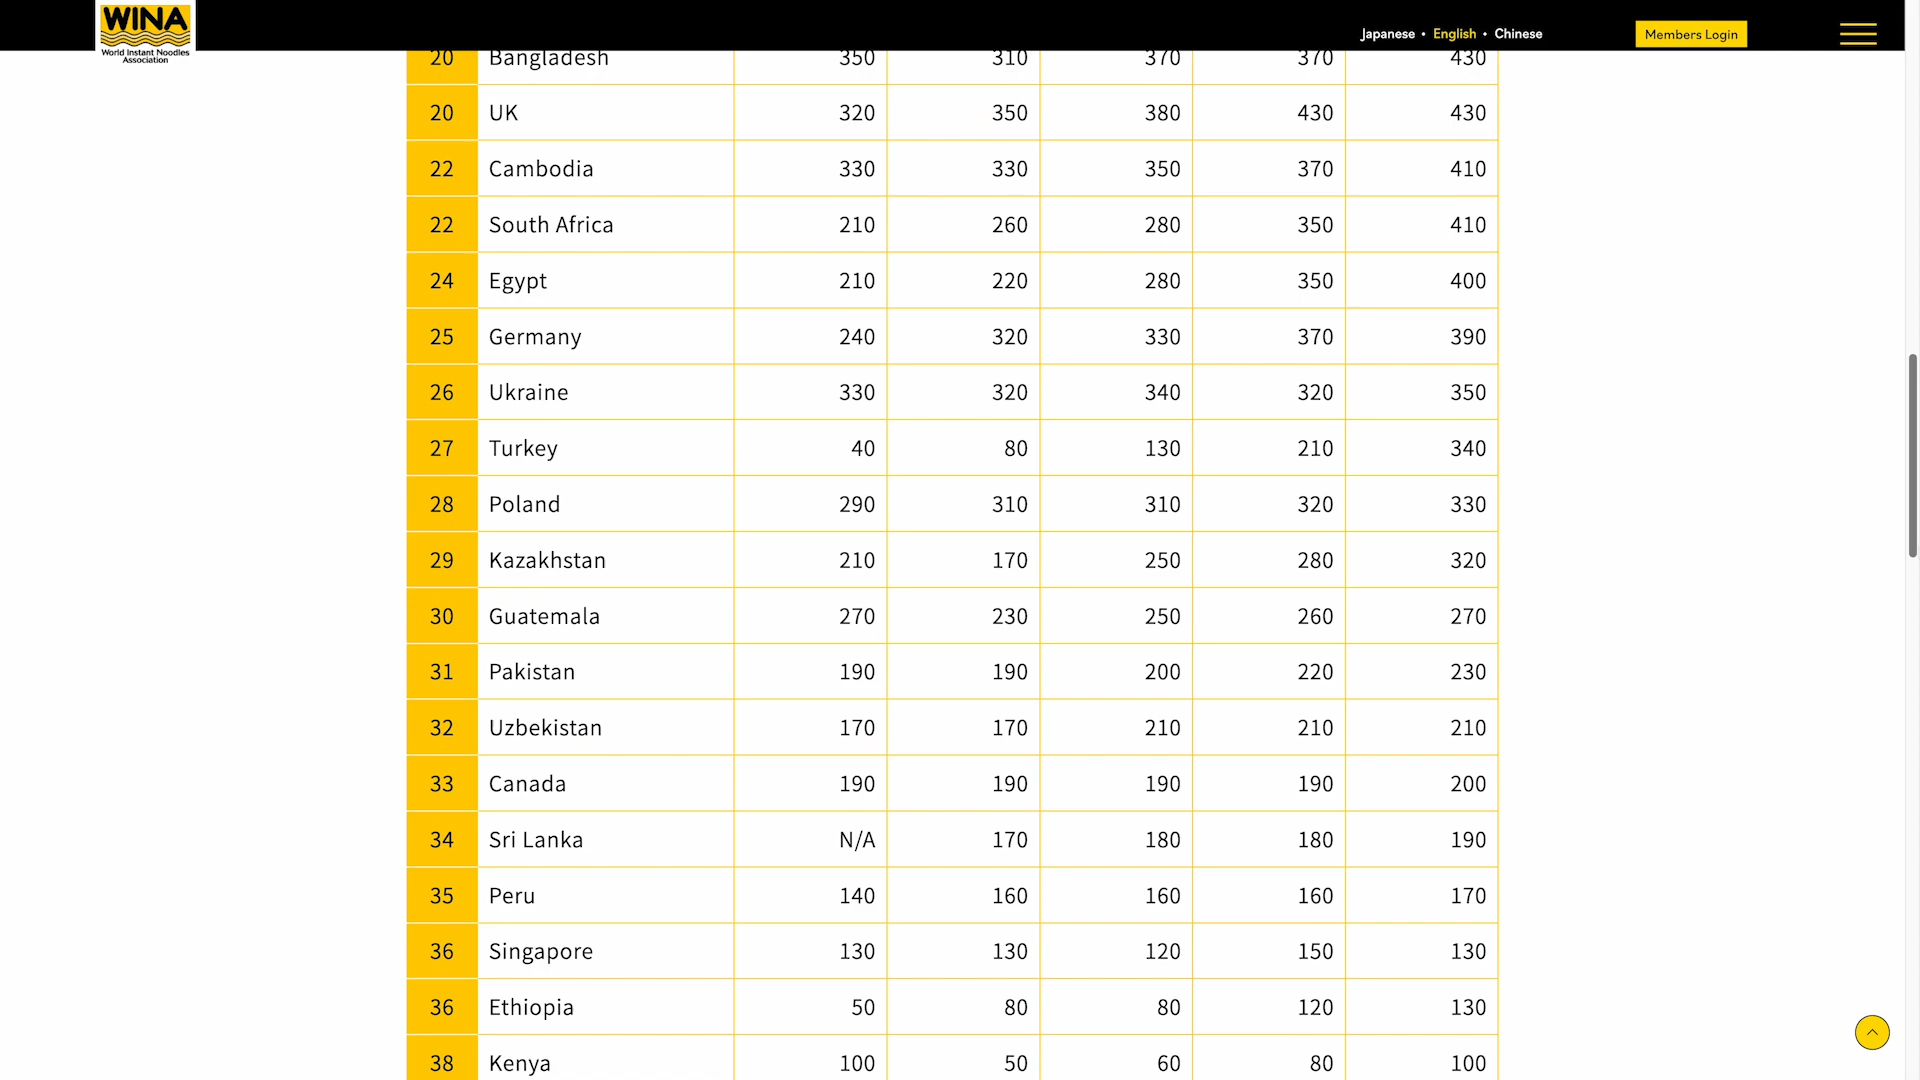 WINA
World Instant Noodles
Association
Japanese • English • Chinese
Members Login
20 Bangladesh 350 310 370 370 430
20 UK 320 350 380 430 430
22 Cambodia 330 330 350 370 410
22 South Africa 210 260 280 350 410
24 Egypt 210 220 280 350 400
25 Germany 240 320 330 370 390
26 Ukraine 330 320 340 320 350
27 Turkey 40 80 130 210 340
28 Poland 290 310 310 320 330
29 Kazakhstan 210 170 250 280 320
30 Guatemala 270 230 250 260 270
31 Pakistan 190 190 200 220 230
32 Uzbekistan 170 170 210 210 210
33 Canada 190 190 190 190 200
34 Sri Lanka N/A 170 180 180 190
35 Peru 140 160 160 160 170
36 Singapore 130 130 120 150 130
36 Ethiopia 50 80 80 120 130
38 Kenya 100 50 60 80 100